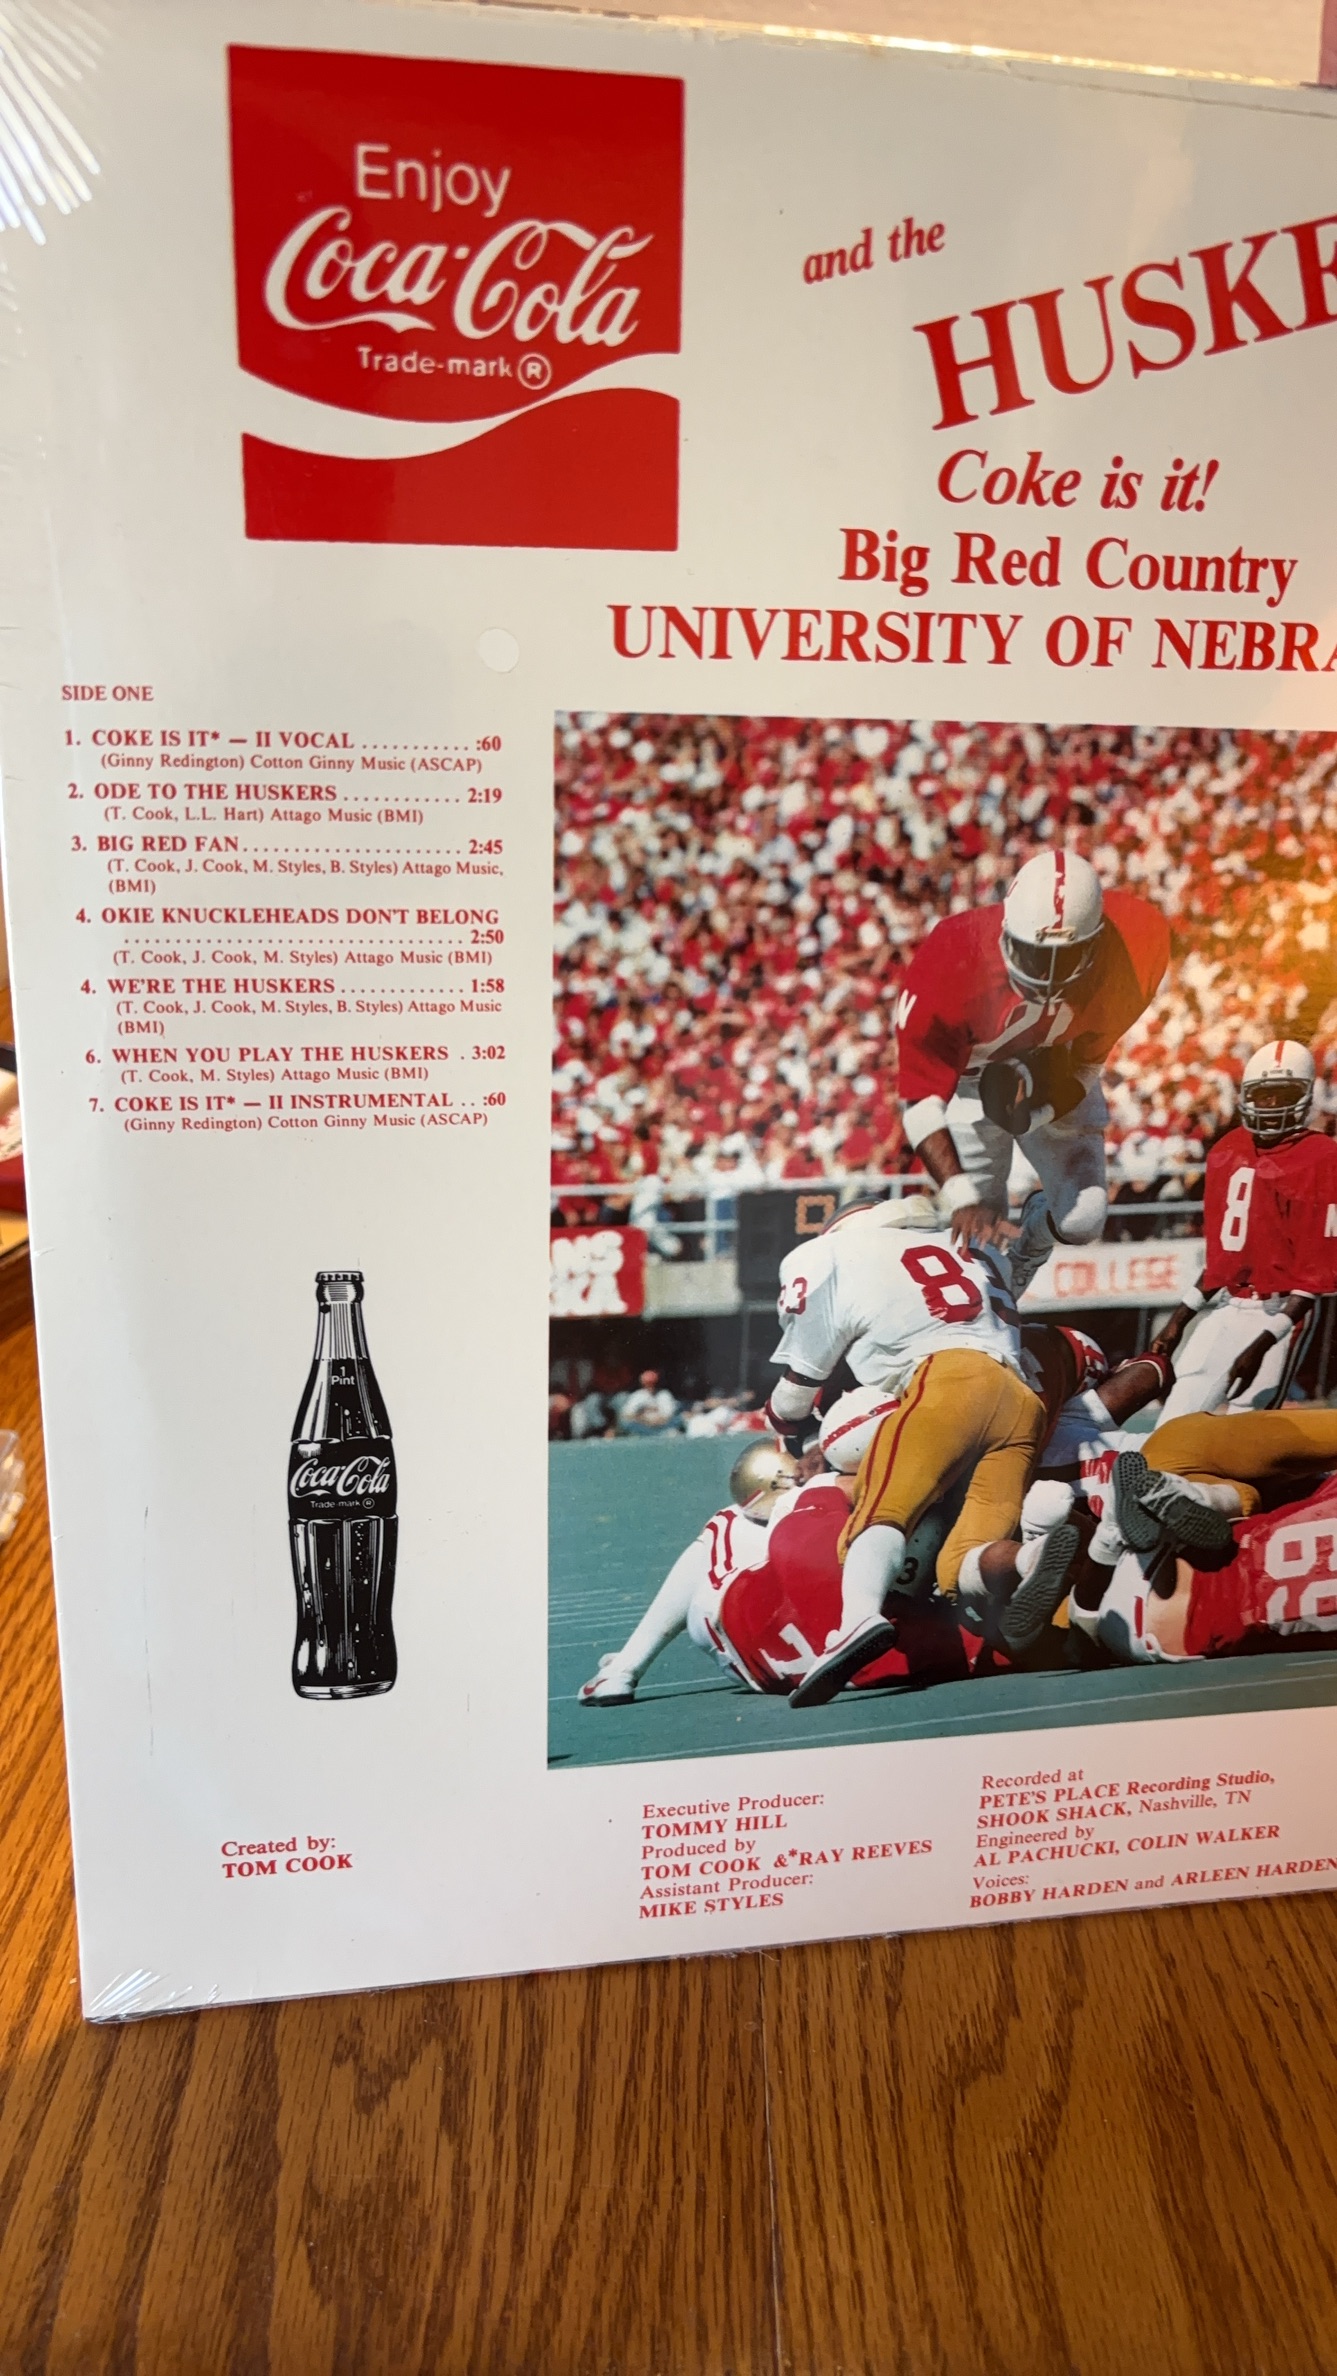 Enjoy
Coca-Cola
Trade-mark ®
and the
HUSKE
Coke is it!
Big Red Country
UNIVERSITY OF NEBRA
SIDE ONE
1. COKE IS IT* — II VOCAL ........... :60
(Ginny Redington) Cotton Ginny Music (ASCAP)
2. ODE TO THE HUSKERS ............ 2:19
(T. Cook, L.L. Hart) Attago Music (BMI)
3. BIG RED FAN ...................... 2:45
(T. Cook, J. Cook, M. Styles, B. Styles) Attago Music,
(BMI)
4. OKIE KNUCKLEHEADS DON'T BELONG
.................................. 2:50
(T. Cook, J. Cook, M. Styles) Attago Music (BMI)
4. WE'RE THE HUSKERS ............. 1:58
(T. Cook, J. Cook, M. Styles, B. Styles) Attago Music
(BMI)
6. WHEN YOU PLAY THE HUSKERS . 3:02
(T. Cook, M. Styles) Attago Music (BMI)
7. COKE IS IT* — II INSTRUMENTAL .. :60
(Ginny Redington) Cotton Ginny Music (ASCAP)
1
Pint
Coca-Cola
Trade-mark ®
8
83
COLLEGE
7
Created by:
TOM COOK
Executive Producer:
TOMMY HILL
Produced by
TOM COOK &*RAY REEVES
Assistant Producer:
MIKE STYLES
Recorded at
PETE'S PLACE Recording Studio,
SHOOK SHACK, Nashville, TN
Engineered by
AL PACHUCKI, COLIN WALKER
Voices:
BOBBY HARDEN and ARLEEN HARDEN